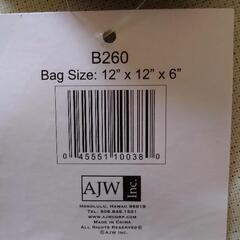 B260
Bag Size: 12" x 12" x 6"
0 45551 10038 0
AJW Inc.
HONOLULU, HAWAII 96819
TEL: 808.848.1551
WWW.AJWCORP.COM
MADE IN CHINA
ALL RIGHTS RESERVED®
© AJW INC.